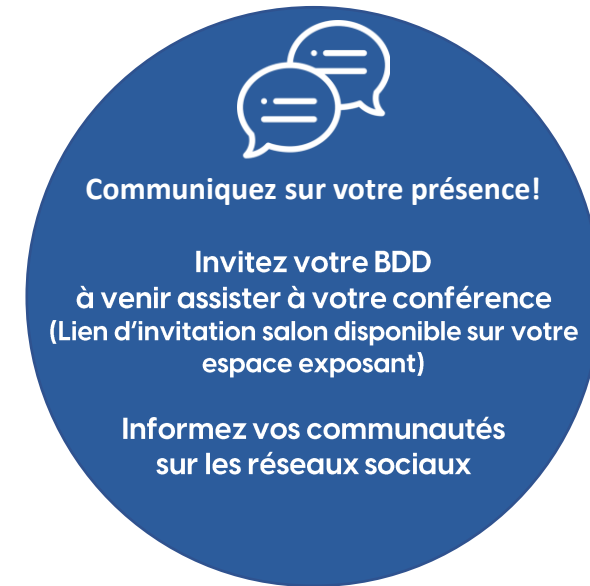 Communiquez sur votre présence!
Invitez votre BDD
à venir assister à votre conférence
(Lien d’invitation salon disponible sur votre
espace exposant)
Informez vos communautés
sur les réseaux sociaux